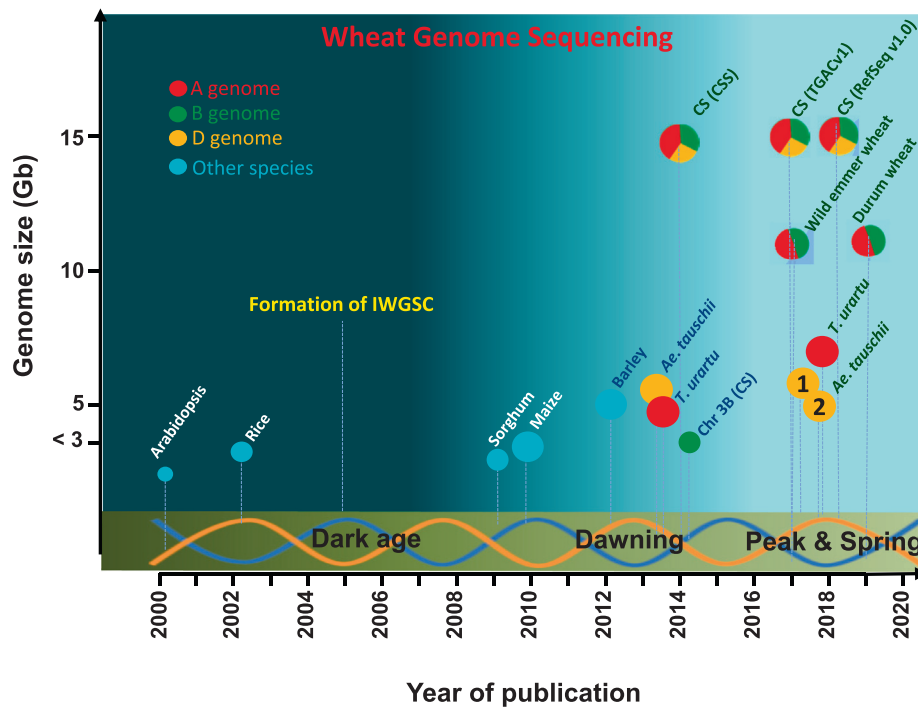 Wheat Genome Sequencing
A genome
B genome
D genome
Other species
CS (CSS)
CS (TGACv1)
CS (RefSeq v1.0)
Wild emmer wheat
Durum wheat
Formation of IWGSC
Arabidopsis
Rice
Sorghum
Maize
Barley
Ae. tauschii
T. urartu
Chr 3B (CS)
T. urartu
Ae. tauschii
1
2
Genome size (Gb)
15
10
5
< 3
Dark age
Dawning
Peak & Spring
2000
2002
2004
2006
2008
2010
2012
2014
2016
2018
2020
Year of publication